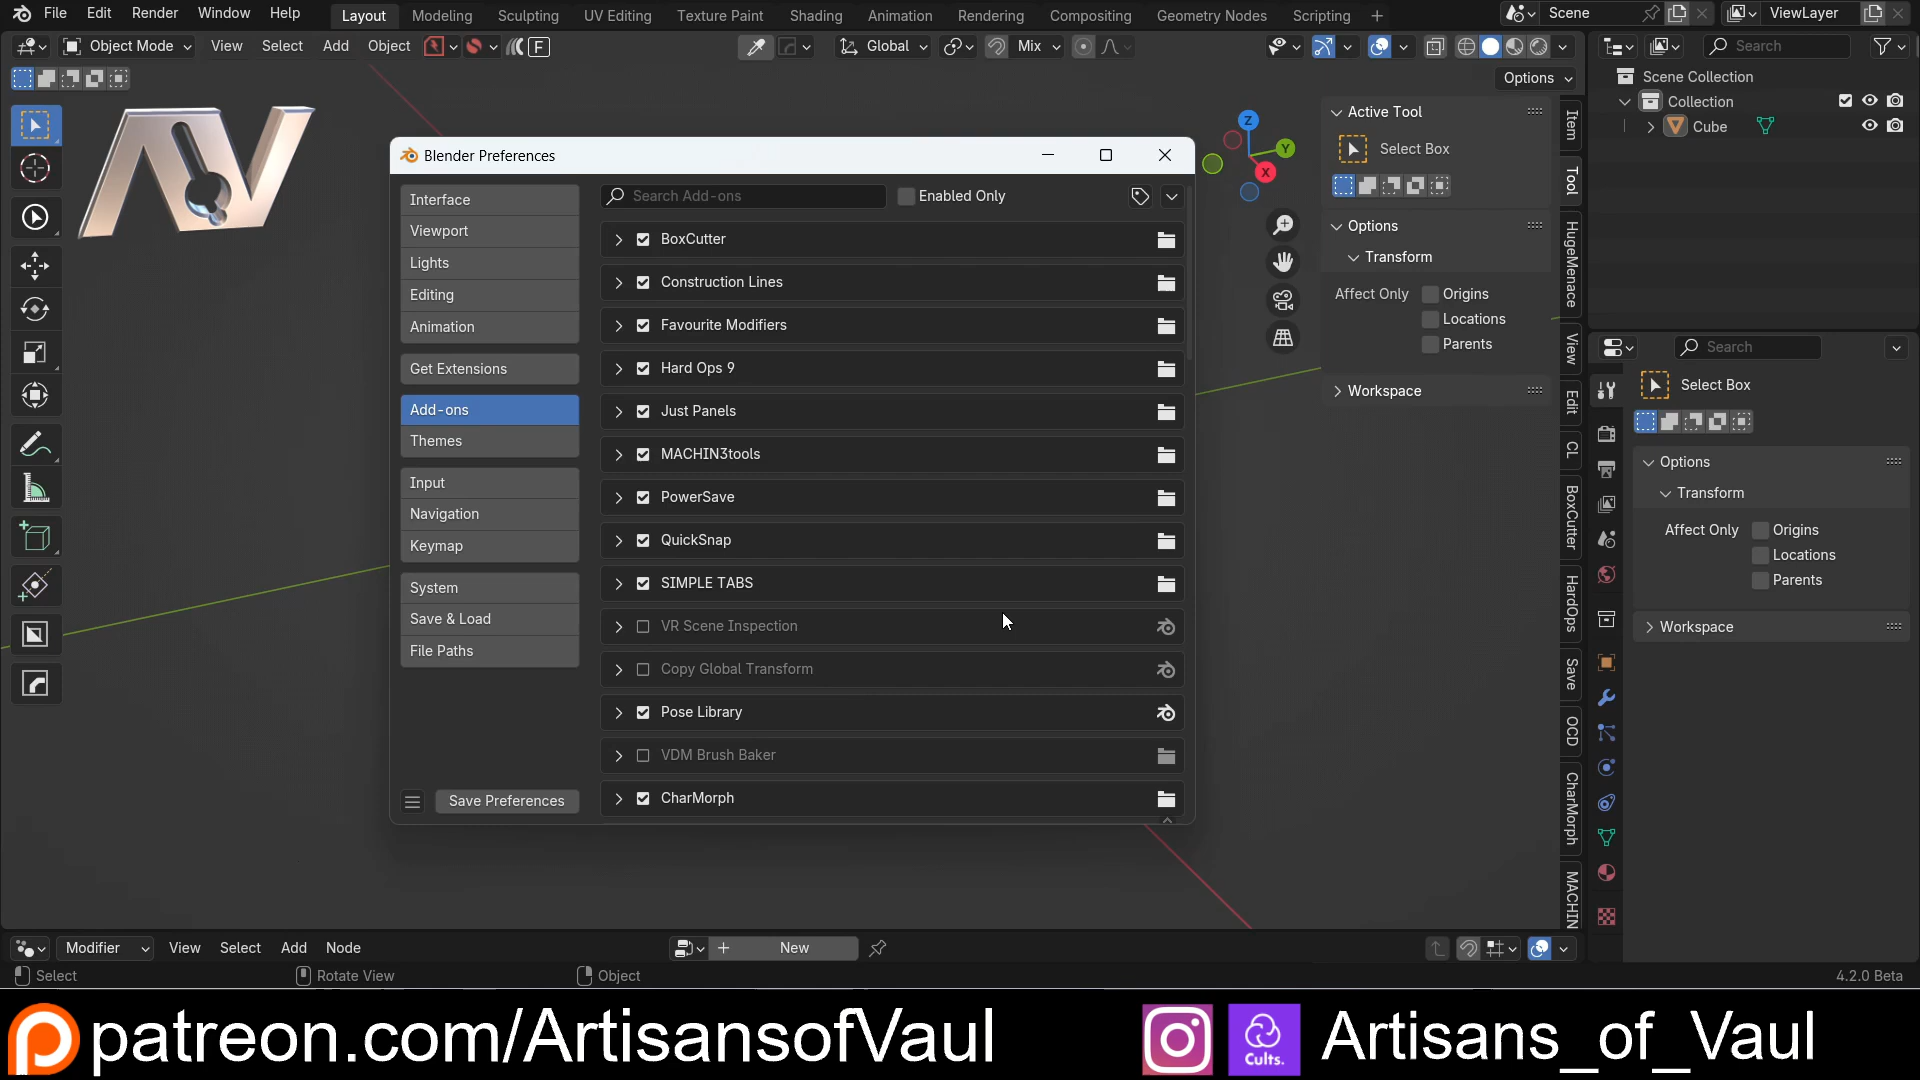 File Edit Render Window Help Layout Modeling Sculpting UV Editing Texture Paint Shading Animation Rendering Compositing Geometry Nodes Scripting + Scene ViewLayer
Object Mode View Select Add Object F Global Mix Search
Options
Scene Collection
Collection
Cube
Z
Y
X
Active Tool
Select Box
Options
Transform
Affect Only Origins
Locations
Parents
Workspace
Item
Tool
HugeMenace
View
Edit
CL
BoxCutter
HardOps
Save
OCD
CharMorph
MACHIN
Blender Preferences
Interface
Viewport
Lights
Editing
Animation
Get Extensions
Add-ons
Themes
Input
Navigation
Keymap
System
Save & Load
File Paths
Save Preferences
Search Add-ons Enabled Only
BoxCutter
Construction Lines
Favourite Modifiers
Hard Ops 9
Just Panels
MACHIN3tools
PowerSave
QuickSnap
SIMPLE TABS
VR Scene Inspection
Copy Global Transform
Pose Library
VDM Brush Baker
CharMorph
Search
Select Box
Options
Transform
Affect Only Origins
Locations
Parents
Workspace
Modifier View Select Add Node + New
Select Rotate View Object 4.2.0 Beta
patreon.com/ArtisansofVaul Cults. Artisans_of_Vaul